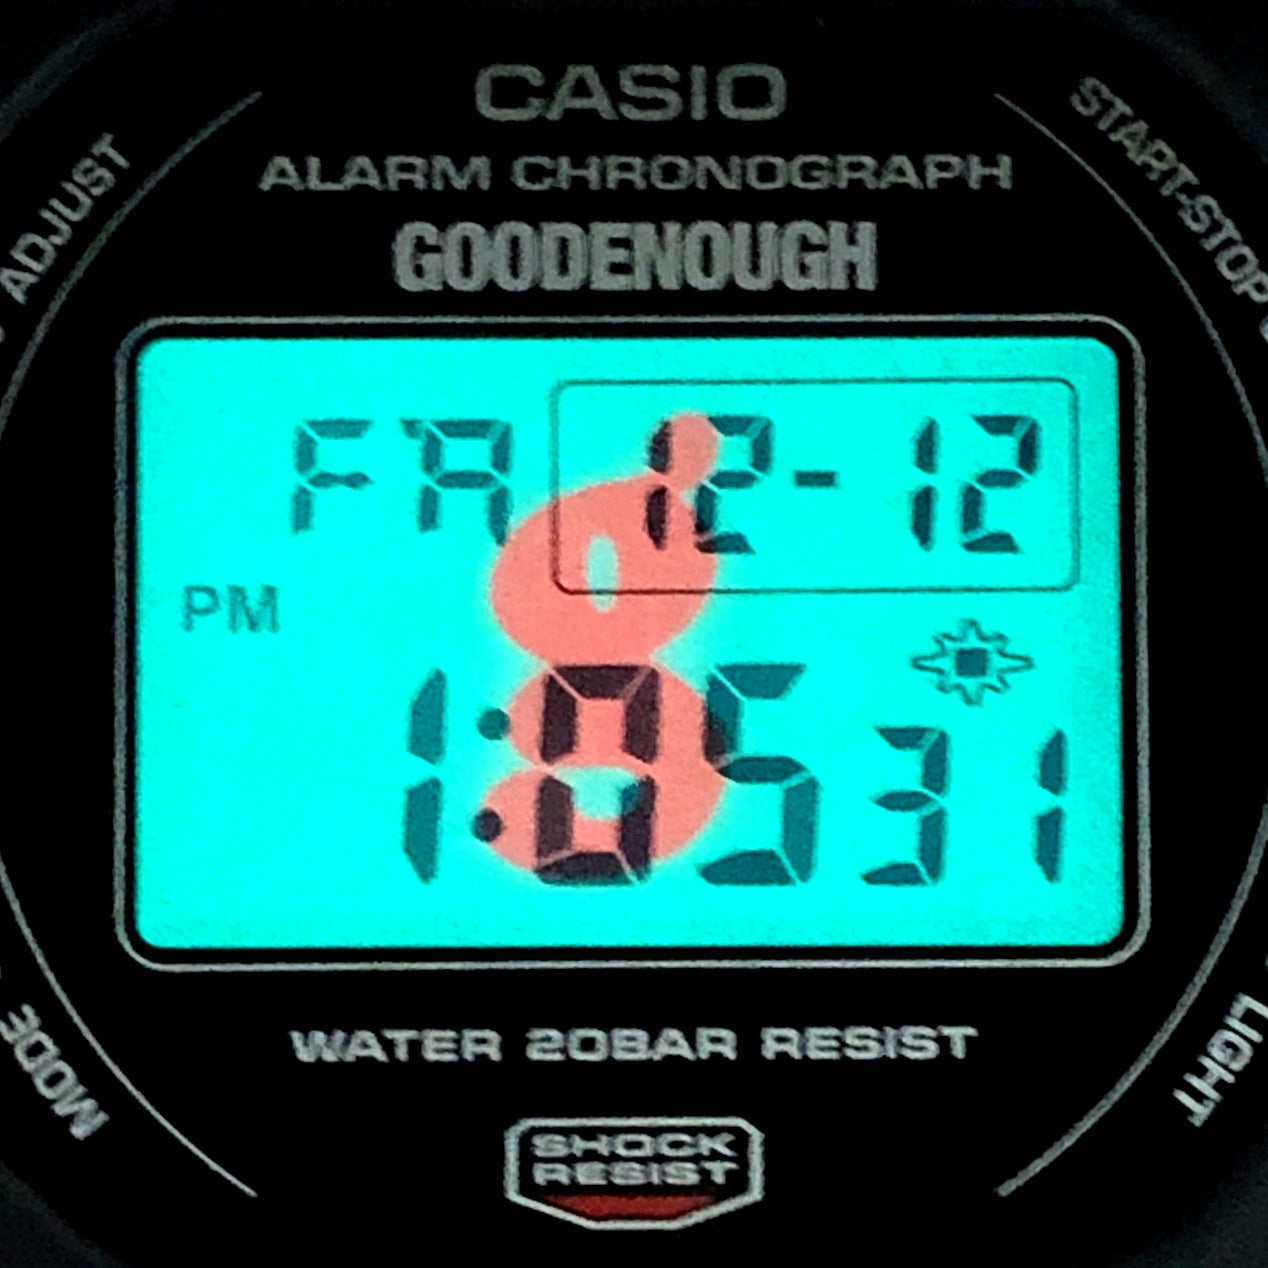 CASIO
ALARM CHRONOGRAPH
GOODENOUGH
ADJUST
START-STOP
FR 12-12
PM
1:05 31
MODE
LIGHT
WATER 20BAR RESIST
SHOCK
RESIST